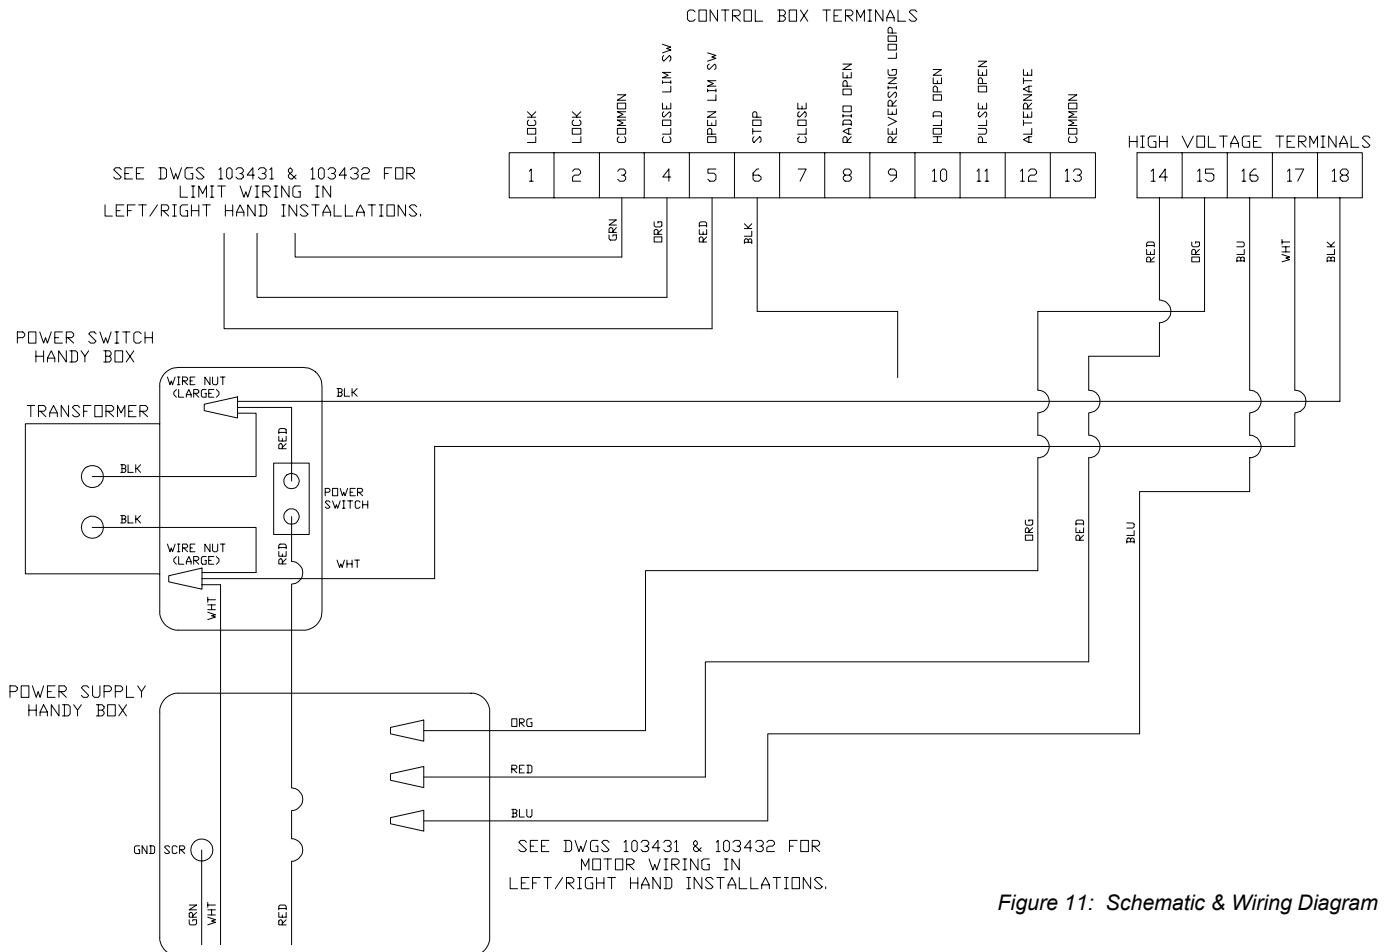 CONTROL BOX TERMINALS
LOCK
LOCK
COMMON
CLOSE LIM SW
OPEN LIM SW
STOP
CLOSE
RADIO OPEN
REVERSING LOOP
HOLD OPEN
PULSE OPEN
ALTERNATE
COMMON
HIGH VOLTAGE TERMINALS
1 2 3 4 5 6 7 8 9 10 11 12 13
14 15 16 17 18
SEE DWGS 103431 & 103432 FOR
LIMIT WIRING IN
LEFT/RIGHT HAND INSTALLATIONS.
GRN
ORG
RED
BLK
RED
ORG
BLU
WHT
BLK
POWER SWITCH
HANDY BOX
WIRE NUT
(LARGE)
BLK
TRANSFORMER
RED
BLK
POWER
SWITCH
BLK
WIRE NUT
(LARGE)
RED
WHT
WHT
ORG
RED
BLU
POWER SUPPLY
HANDY BOX
ORG
RED
BLU
GND SCR
SEE DWGS 103431 & 103432 FOR
MOTOR WIRING IN
LEFT/RIGHT HAND INSTALLATIONS.
GRN
WHT
RED
Figure 11: Schematic & Wiring Diagram